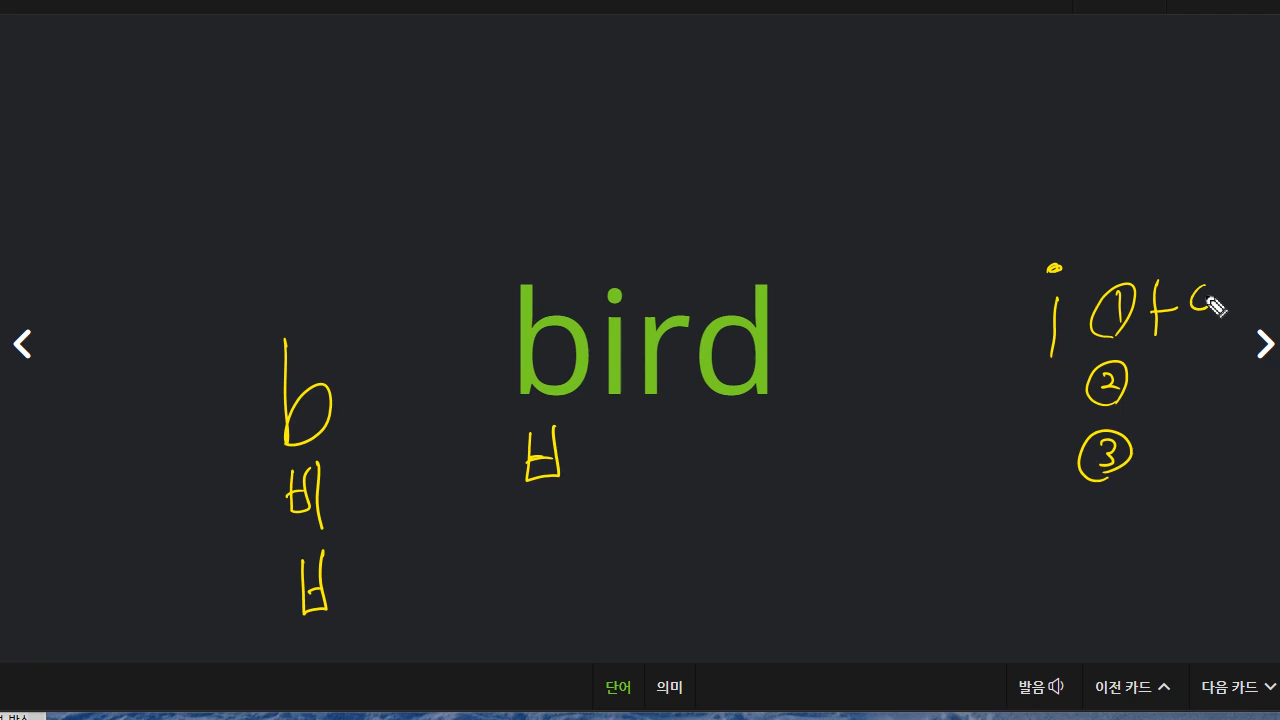 bird
b
비
ㅂ
ㅂ
i ① ㅏ
②
③
단어 의미 발음 이전 카드 다음 카드